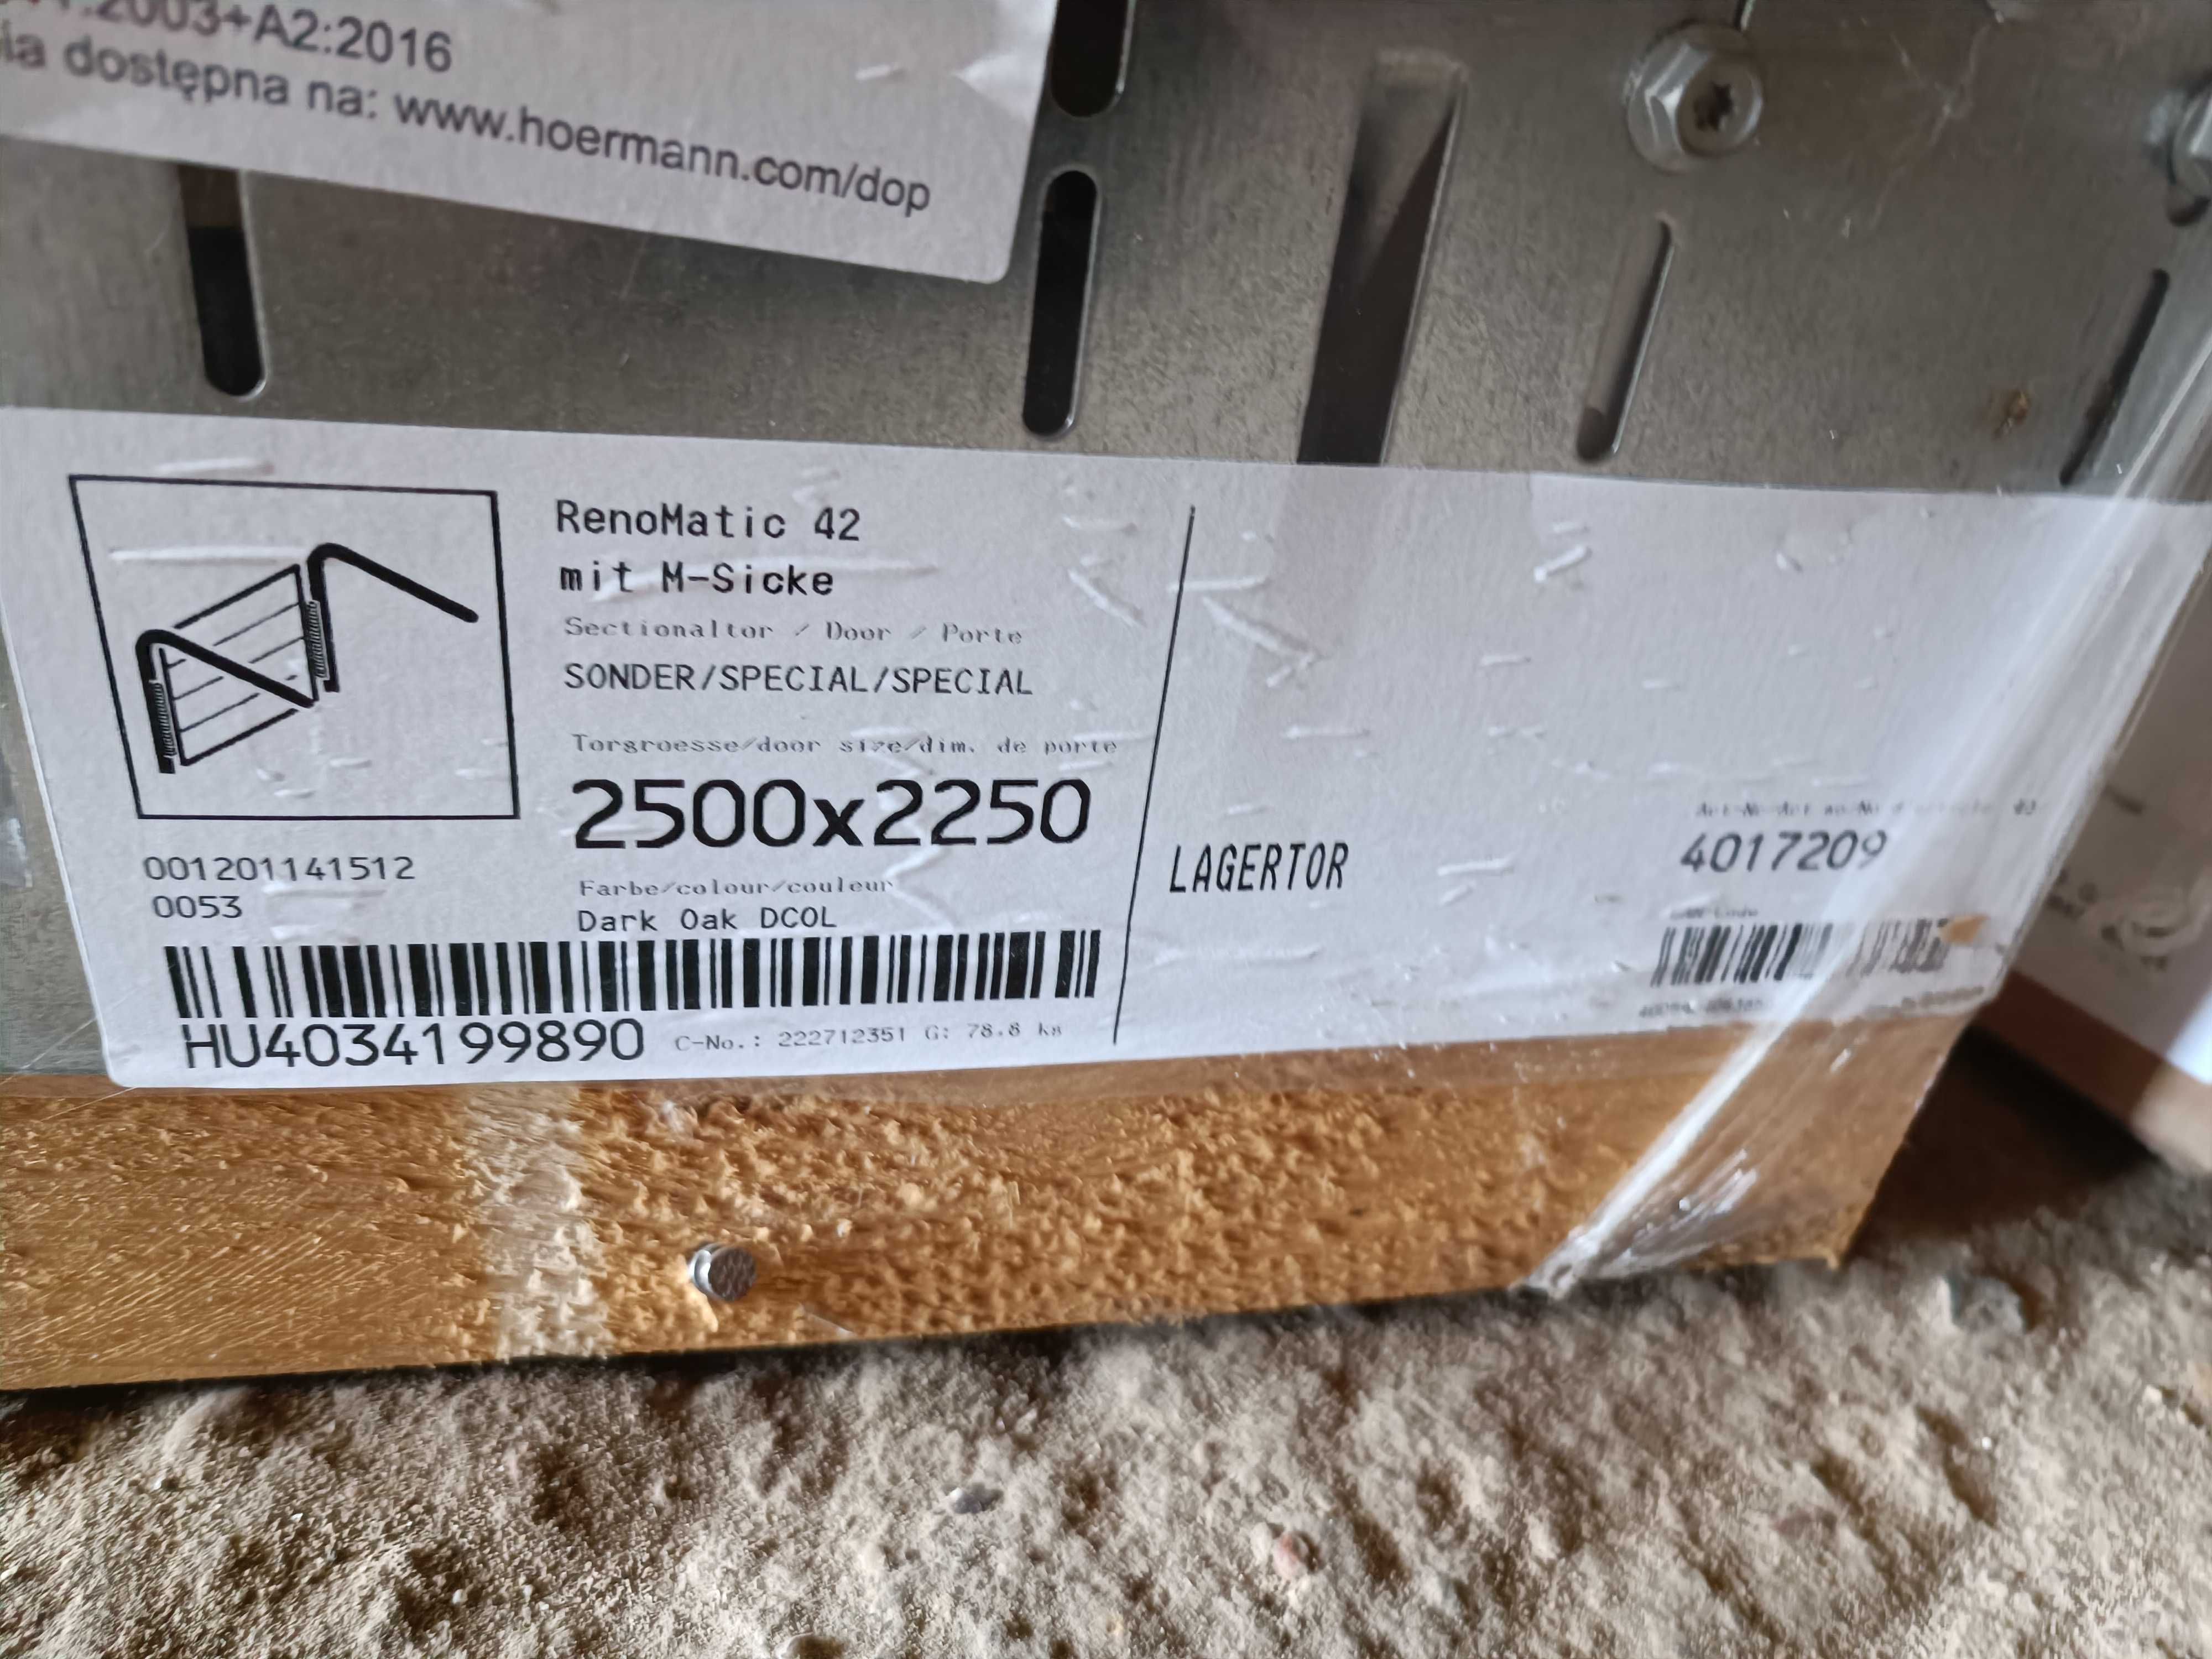 2003+A2:2016
dostępna na: www.hoermann.com/dop
RenoMatic 42
mit M-Sicke
Sectionaltor / Door / Porte
SONDER/SPECIAL/SPECIAL
Torgroesse/door size/dim. de porte
2500x2250
Farbe/colour/couleur
Dark Oak DCOL
001201141512
0053
HU4034199890
C-No.: 222712351 G: 78.8 kg
LAGERTOR
4017209